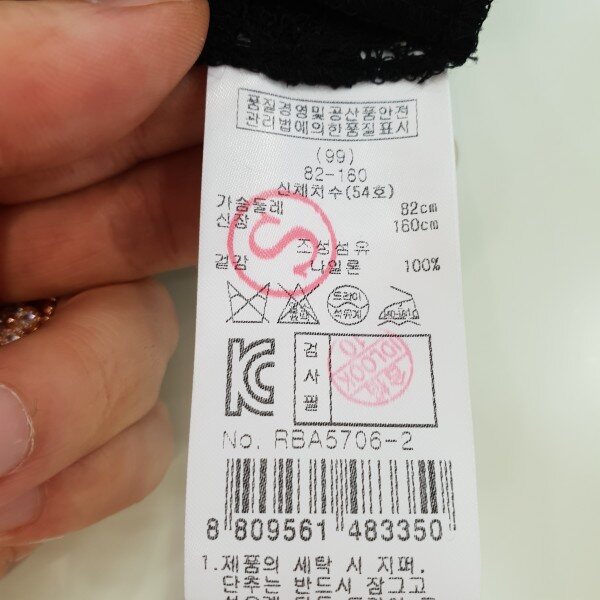 품질경영및공산품안전
관리법에의한품질표시
(99)
82-160
신체치수(54호)
가슴둘레 82cm
신장 160cm
S
조성섬유
겉감 나일론 100%
드라이
석유계
검사필
No. RBA5706-2
8 809561 483350
1.제품의 세탁 시 지퍼,
단추는 반드시 잠그고